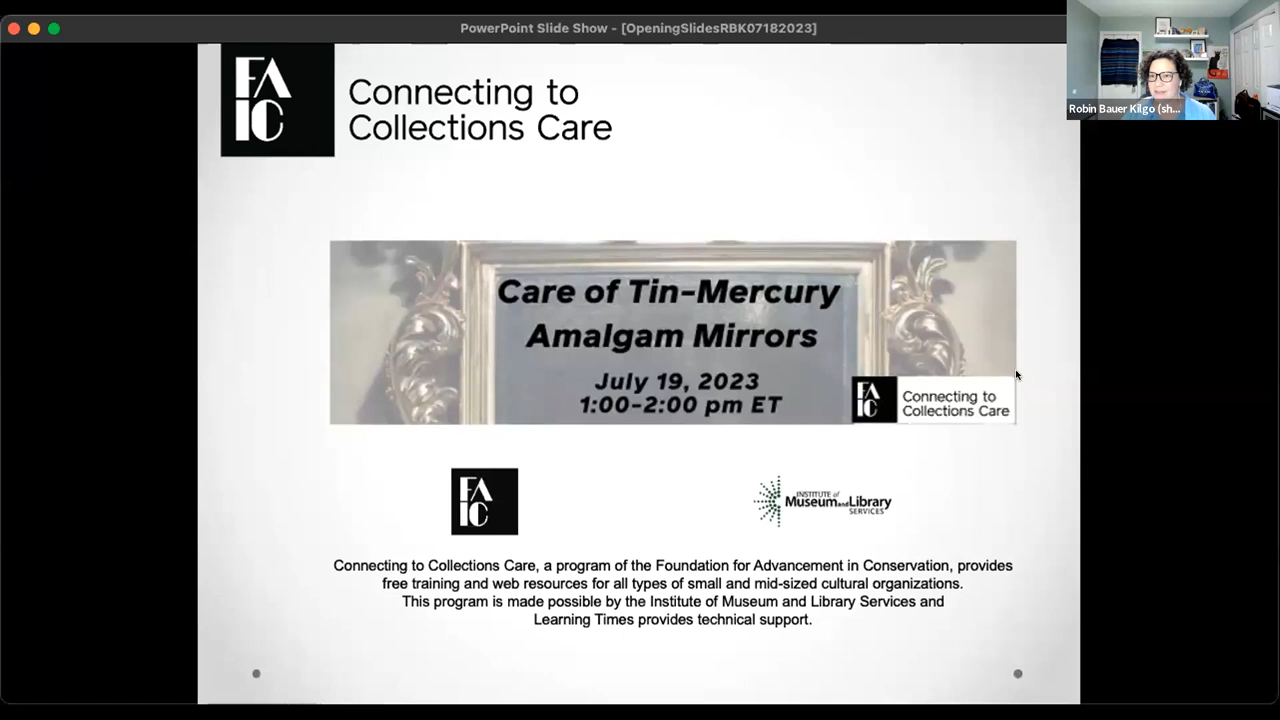 PowerPoint Slide Show - [OpeningSlidesRBK07182023]
Robin Bauer Kilgo (sh...
FA
IC
Connecting to
Collections Care
Care of Tin-Mercury
Amalgam Mirrors
July 19, 2023
1:00-2:00 pm ET
FA
IC
Connecting to
Collections Care
FA
IC
INSTITUTE of
Museum and Library
SERVICES
Connecting to Collections Care, a program of the Foundation for Advancement in Conservation, provides
free training and web resources for all types of small and mid-sized cultural organizations.
This program is made possible by the Institute of Museum and Library Services and
Learning Times provides technical support.